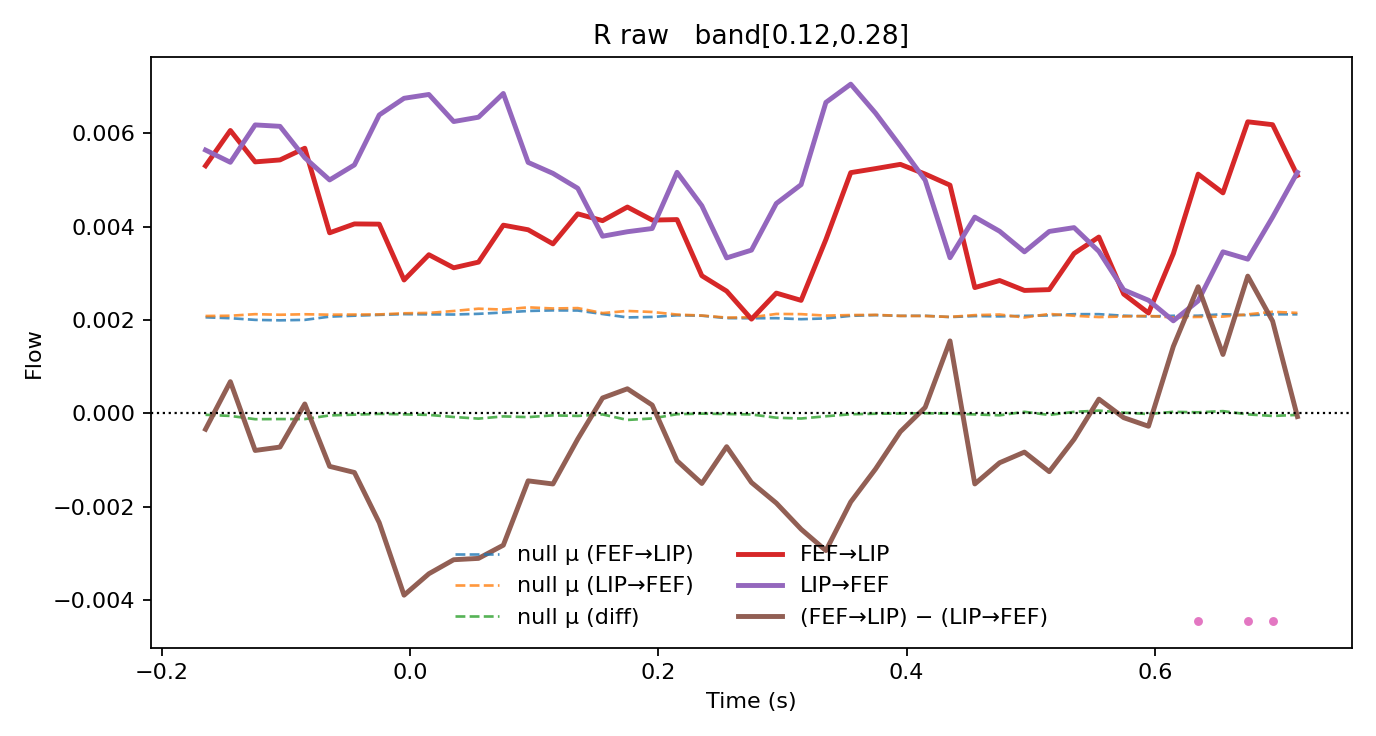 R raw   band[0.12,0.28]
Flow
0.006
0.004
0.002
0.000
−0.002
−0.004
null μ (FEF→LIP)
null μ (LIP→FEF)
null μ (diff)
FEF→LIP
LIP→FEF
(FEF→LIP) − (LIP→FEF)
−0.2
0.0
0.2
0.4
0.6
Time (s)